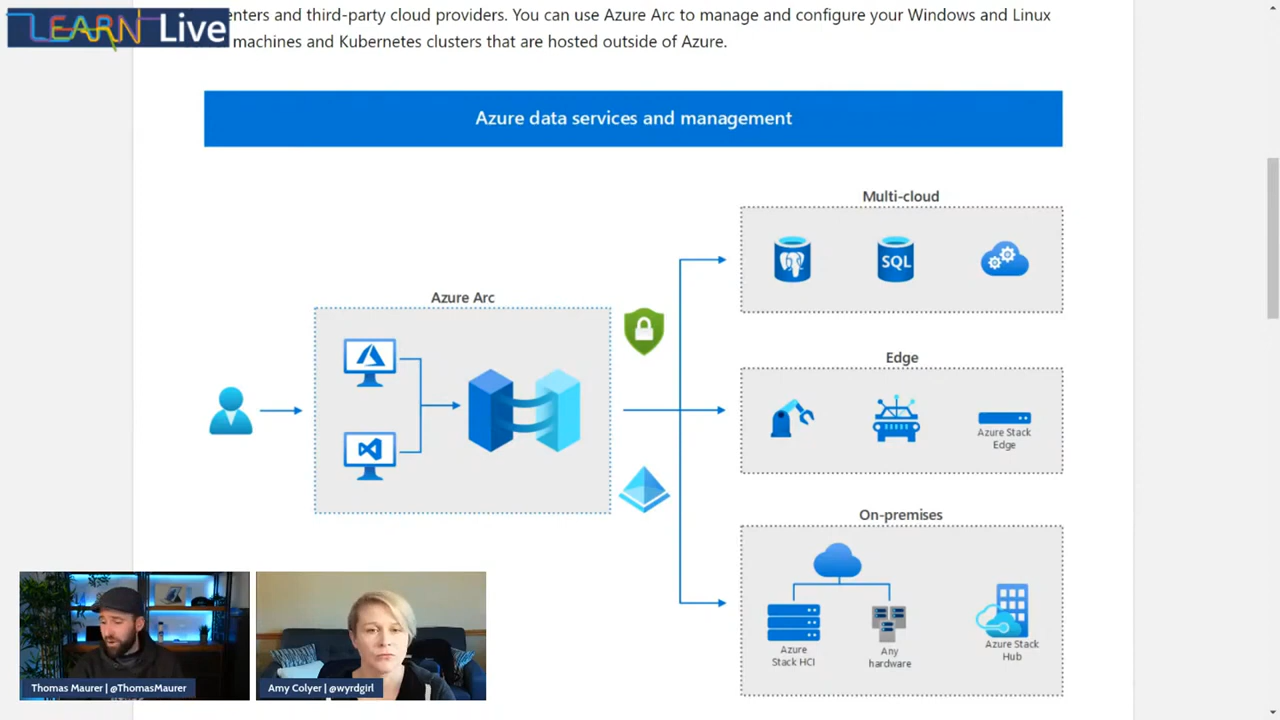 LEARN Live
enters and third-party cloud providers. You can use Azure Arc to manage and configure your Windows and Linux
machines and Kubernetes clusters that are hosted outside of Azure.
Azure data services and management
Multi-cloud
SQL
Azure Arc
Edge
Azure Stack
Edge
On-premises
Azure
Stack HCI
Any
hardware
Azure Stack
Hub
Thomas Maurer | @ThomasMaurer
Amy Colyer | @wyrdgirl